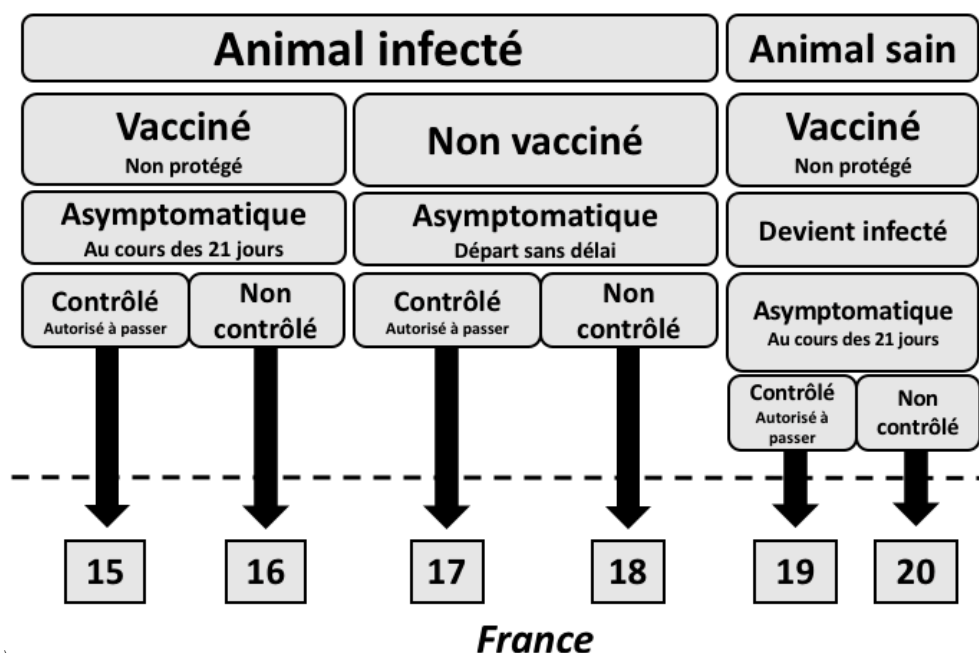 Animal infecté
Animal sain
Vacciné
Non protégé
Non vacciné
Vacciné
Non protégé
Asymptomatique
Au cours des 21 jours
Asymptomatique
Départ sans délai
Devient infecté
Contrôlé
Autorisé à passer
Non
contrôlé
Contrôlé
Autorisé à passer
Non
contrôlé
Asymptomatique
Au cours des 21 jours
Contrôlé
Autorisé à
passer
Non
contrôlé
15
16
17
18
19
20
France